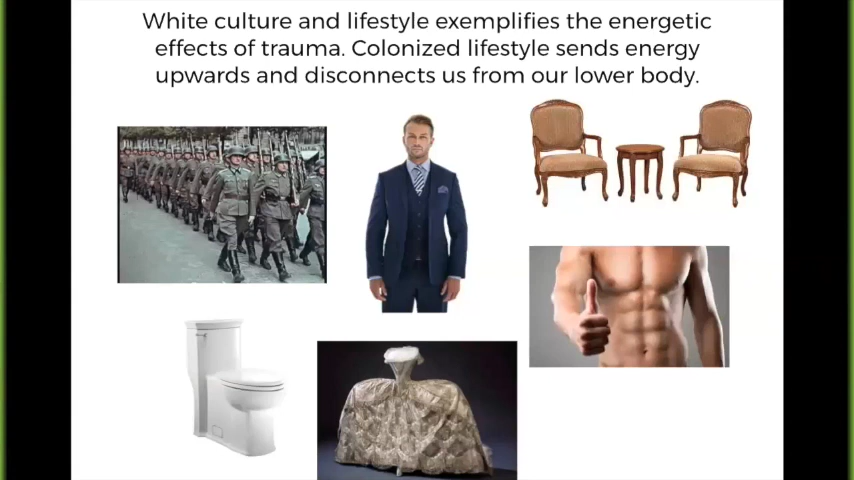 White culture and lifestyle exemplifies the energetic
effects of trauma. Colonized lifestyle sends energy
upwards and disconnects us from our lower body.